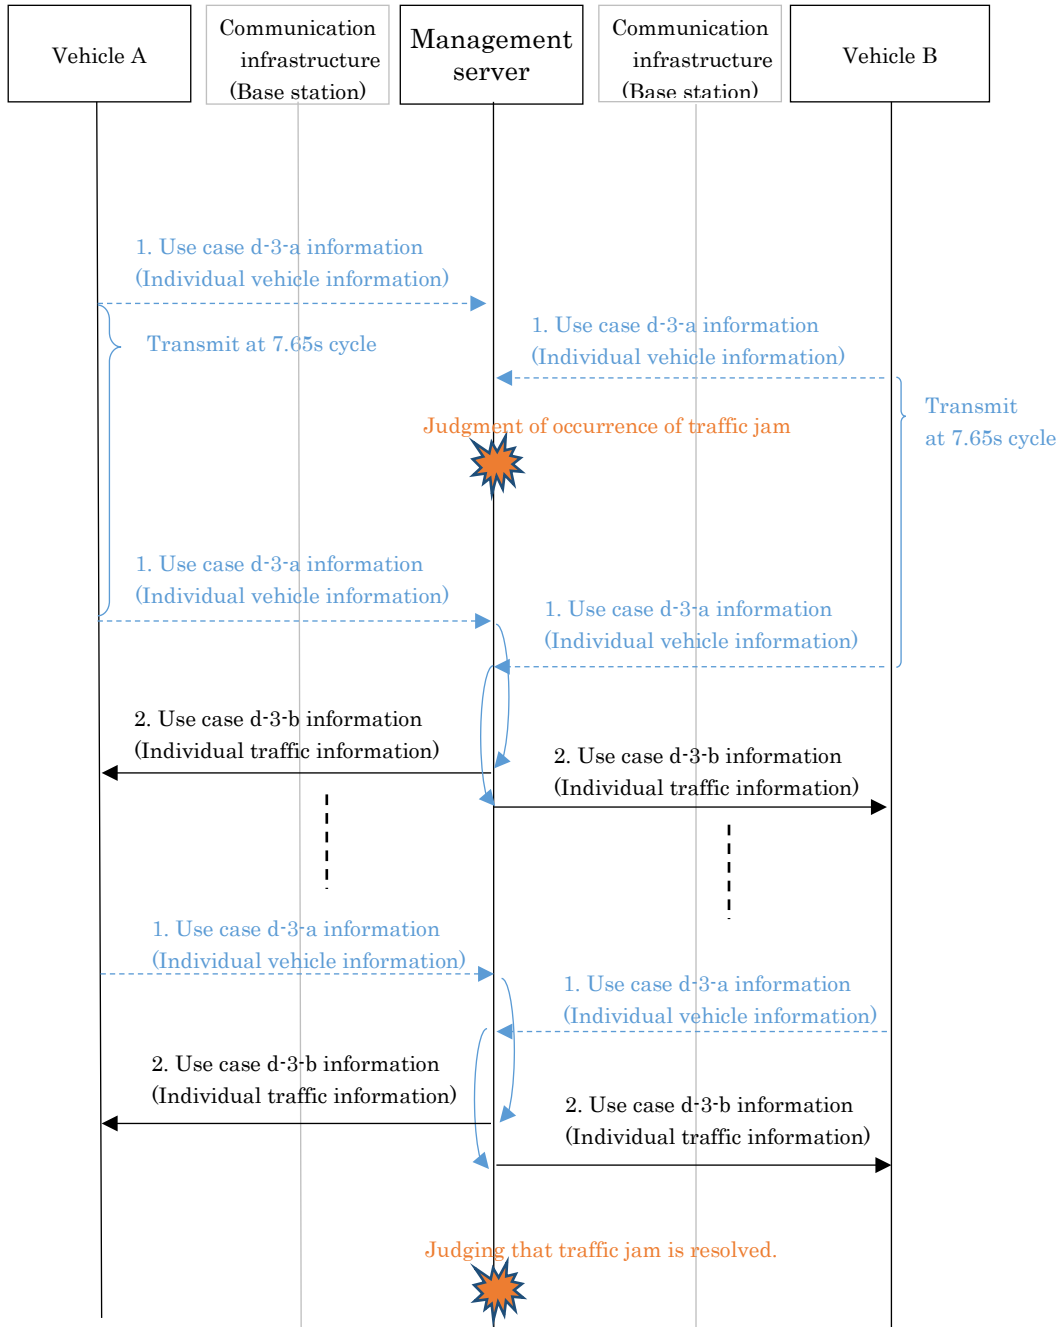 Vehicle A
Communication
infrastructure
(Base station)
Management
server
Communication
infrastructure
(Base station)
Vehicle B
1. Use case d-3-a information
(Individual vehicle information)
Transmit at 7.65s cycle
1. Use case d-3-a information
(Individual vehicle information)
Transmit
at 7.65s cycle
Judgment of occurrence of traffic jam
1. Use case d-3-a information
(Individual vehicle information)
1. Use case d-3-a information
(Individual vehicle information)
2. Use case d-3-b information
(Individual traffic information)
2. Use case d-3-b information
(Individual traffic information)
1. Use case d-3-a information
(Individual vehicle information)
1. Use case d-3-a information
(Individual vehicle information)
2. Use case d-3-b information
(Individual traffic information)
2. Use case d-3-b information
(Individual traffic information)
Judging that traffic jam is resolved.